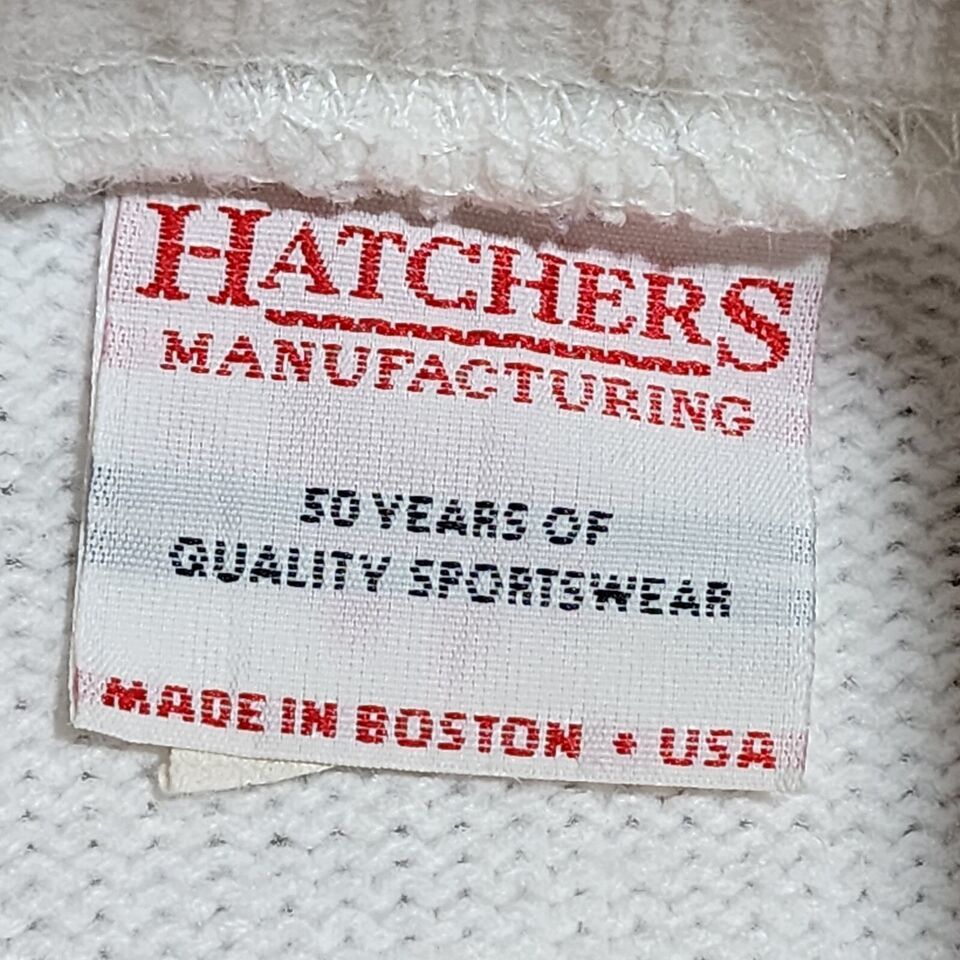 HATCHERS
MANUFACTURING
50 YEARS OF
QUALITY SPORTSWEAR
MADE IN BOSTON • USA